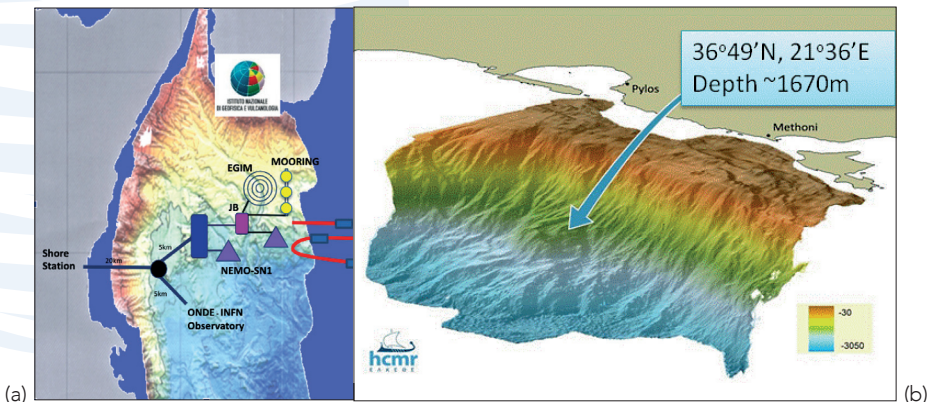 (a)
ISTITUTO NAZIONALE
DI GEOFISICA E VULCANOLOGIA
EGIM
MOORING
JB
Shore
Station
20km
5km
NEMO-SN1
5km
ONDE - INFN
Observatory
36°49’N, 21°36’E
Depth ~1670m
Pylos
Methoni
-30
-3050
hcmr
ΕΛΚΕΘΕ
(b)